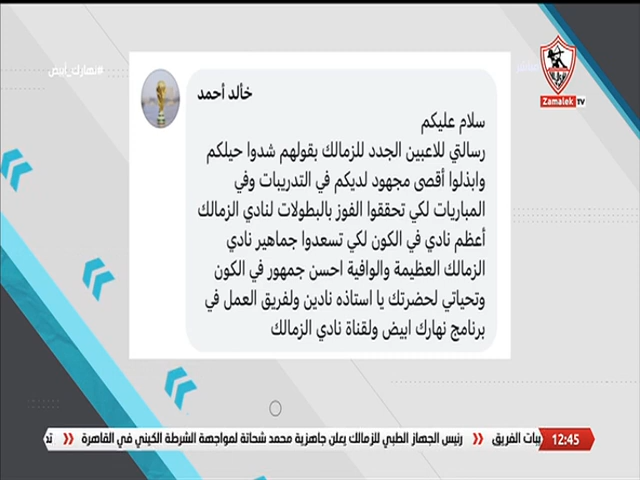 #نهارك_أبيض
Zamalek TV
خالد أحمد
سلام عليكم
رسالتي للاعبين الجدد للزمالك بقولهم شدوا حيلكم
وابذلوا أقصى مجهود لديكم في التدريبات وفي
المباريات لكي تحققوا الفوز بالبطولات لنادي الزمالك
أعظم نادي في الكون لكي تسعدوا جماهير نادي
الزمالك العظيمة والوافية احسن جمهور في الكون
وتحياتي لحضرتك يا استاذه نادين ولفريق العمل في
برنامج نهارك ابيض ولقناة نادي الزمالك
12:45 يبات الفريق » رئيس الجهاز الطبي للزمالك يعلن جاهزية محمد شحاتة لمواجهة الشرطة الكيني في القاهرة » تد